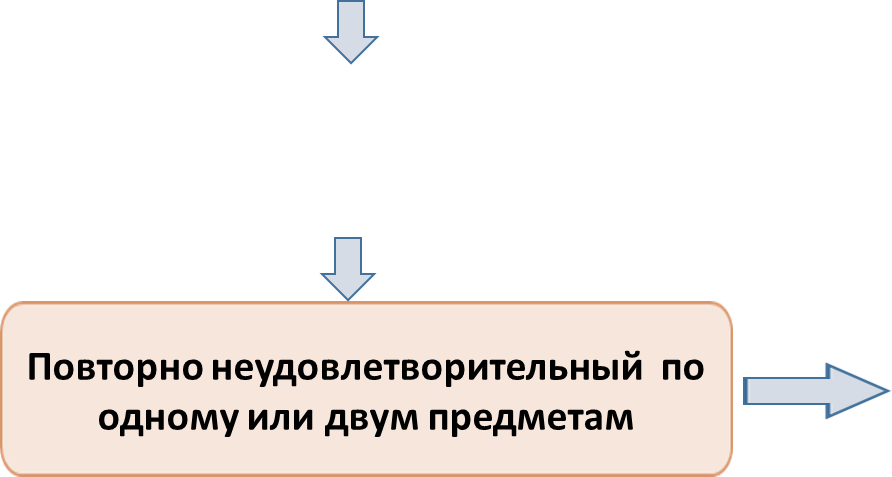 Повторно неудовлетворительный по
одному или двум предметам